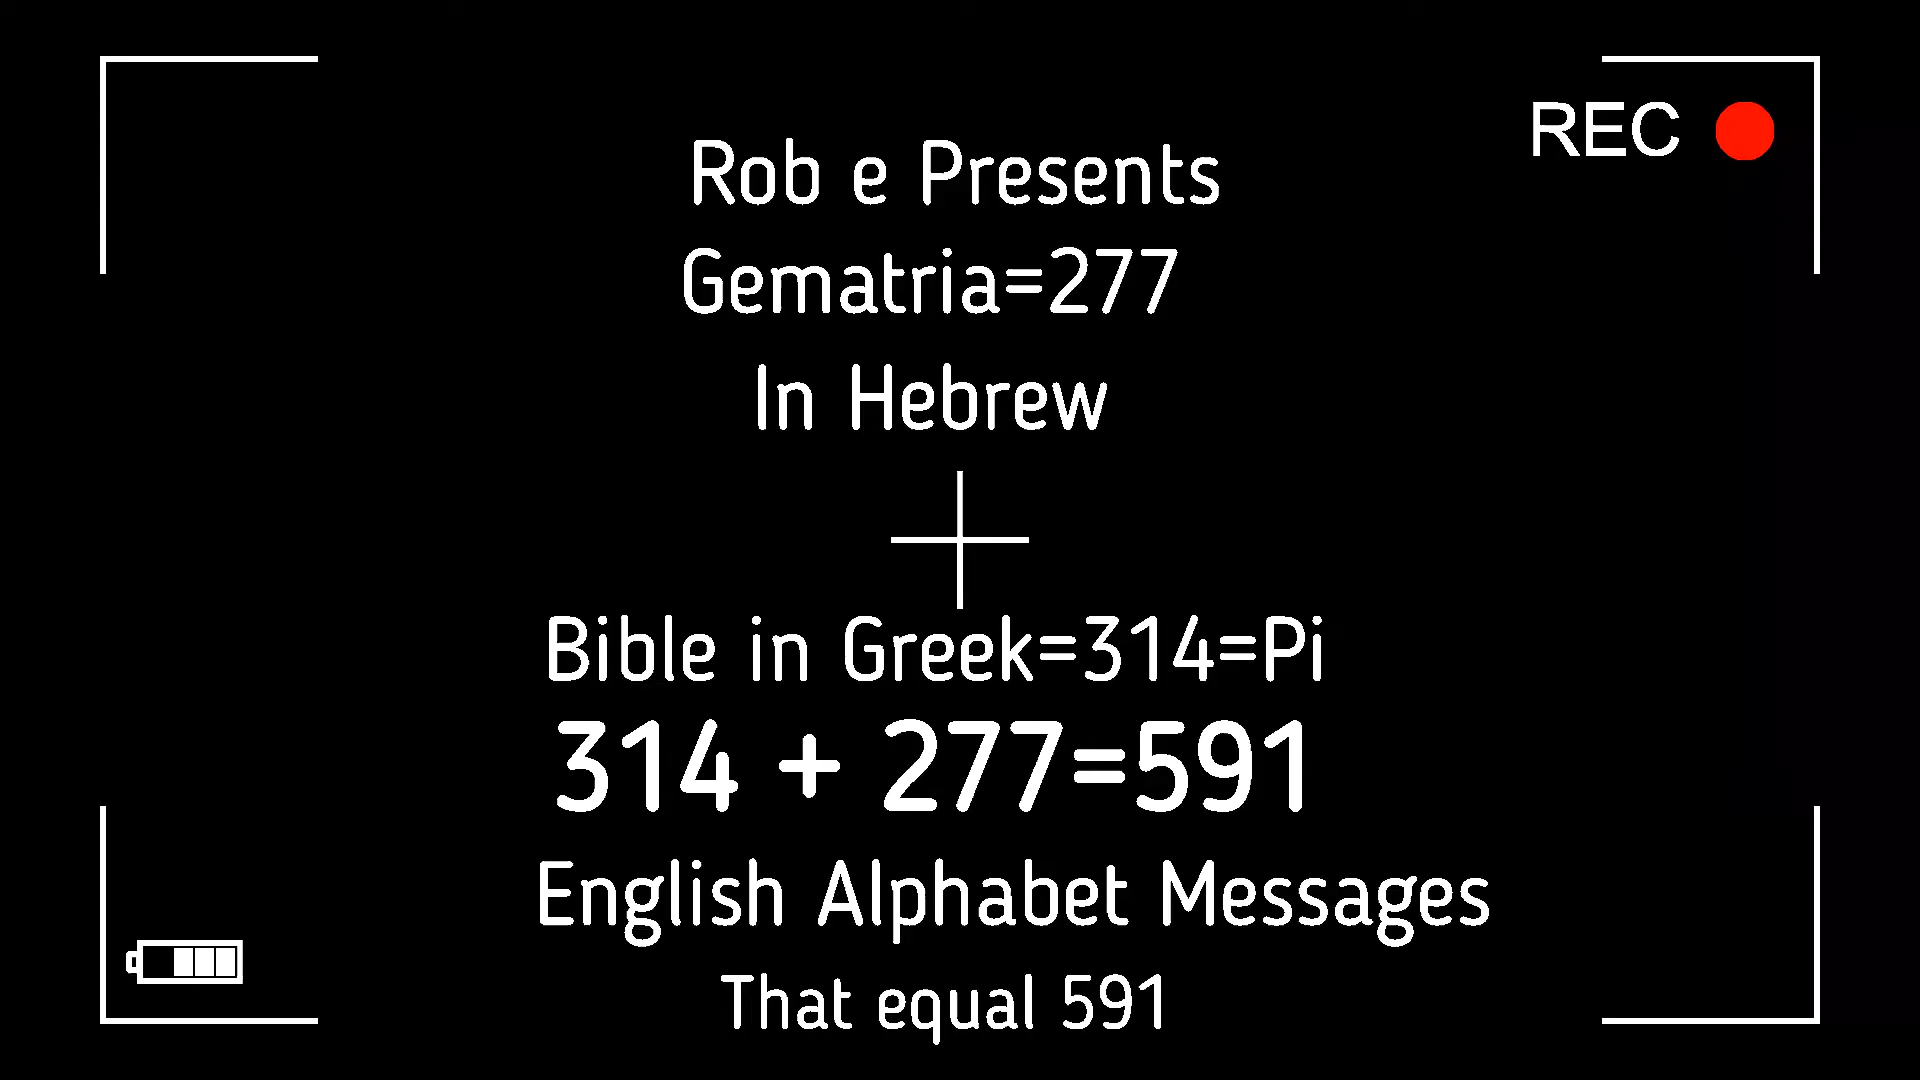 REC
Rob e Presents
Gematria=277
In Hebrew
Bible in Greek=314=Pi
314 + 277=591
English Alphabet Messages
That equal 591